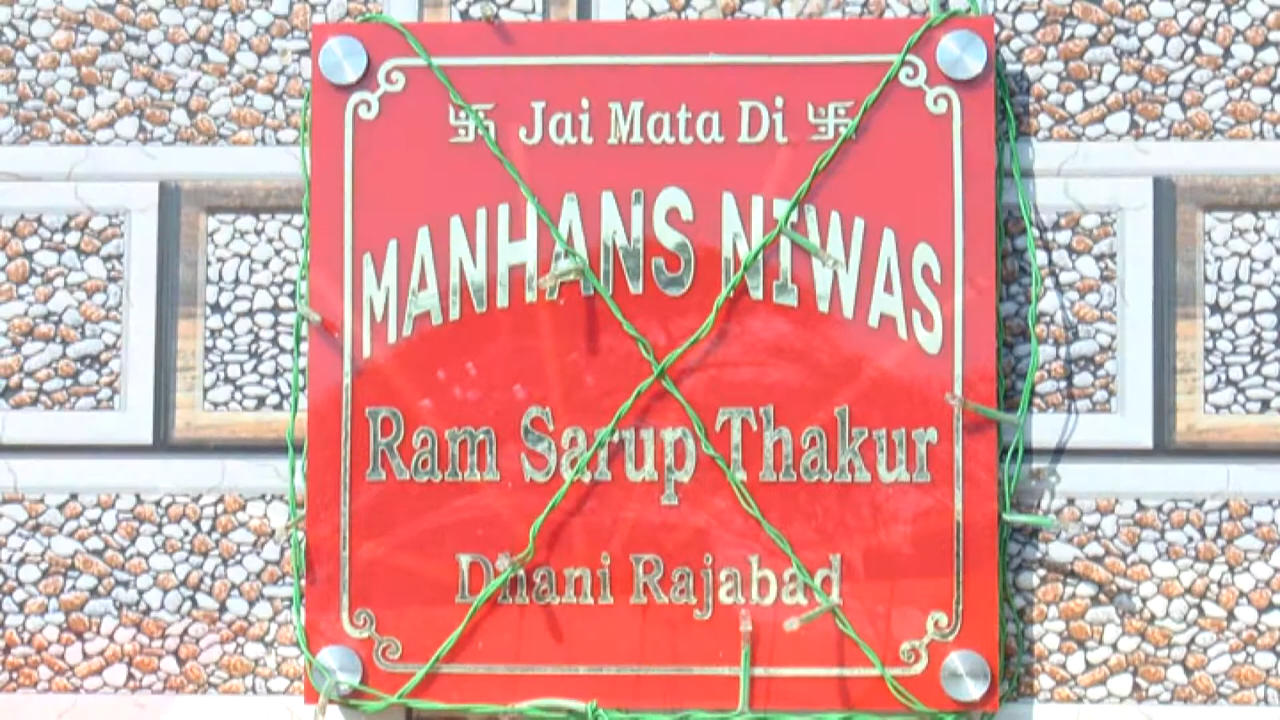 卐 Jai Mata Di 卐
MANHANS NIWAS
Ram Sarup Thakur
Dhani Rajabad